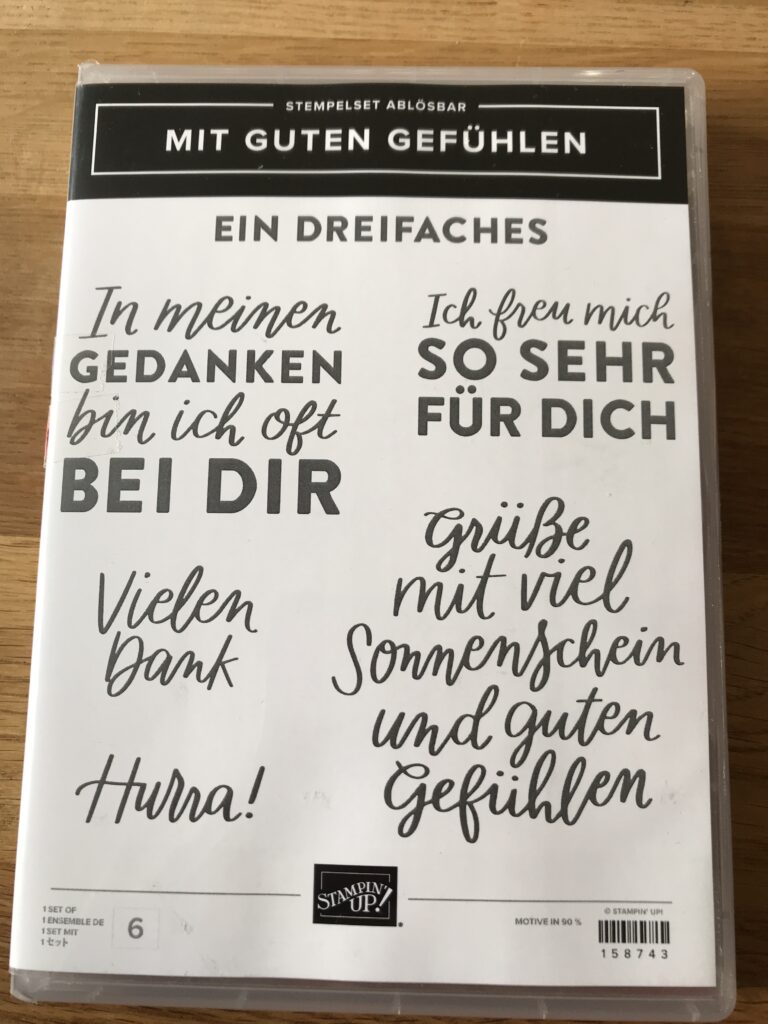 STEMPELSET ABLÖSBAR
MIT GUTEN GEFÜHLEN
EIN DREIFACHES
In meinen
GEDANKEN
bin ich oft
BEI DIR
Ich freu mich
SO SEHR
FÜR DICH
Vielen
Dank
Grüße
mit viel
Sonnenschein
und guten
Gefühlen
Hurra!
STAMPIN'
UP!®
1 SET OF
1 ENSEMBLE DE
1 SET MIT
1 セット
6
MOTIVE IN 90 %
© STAMPIN' UP!
158743